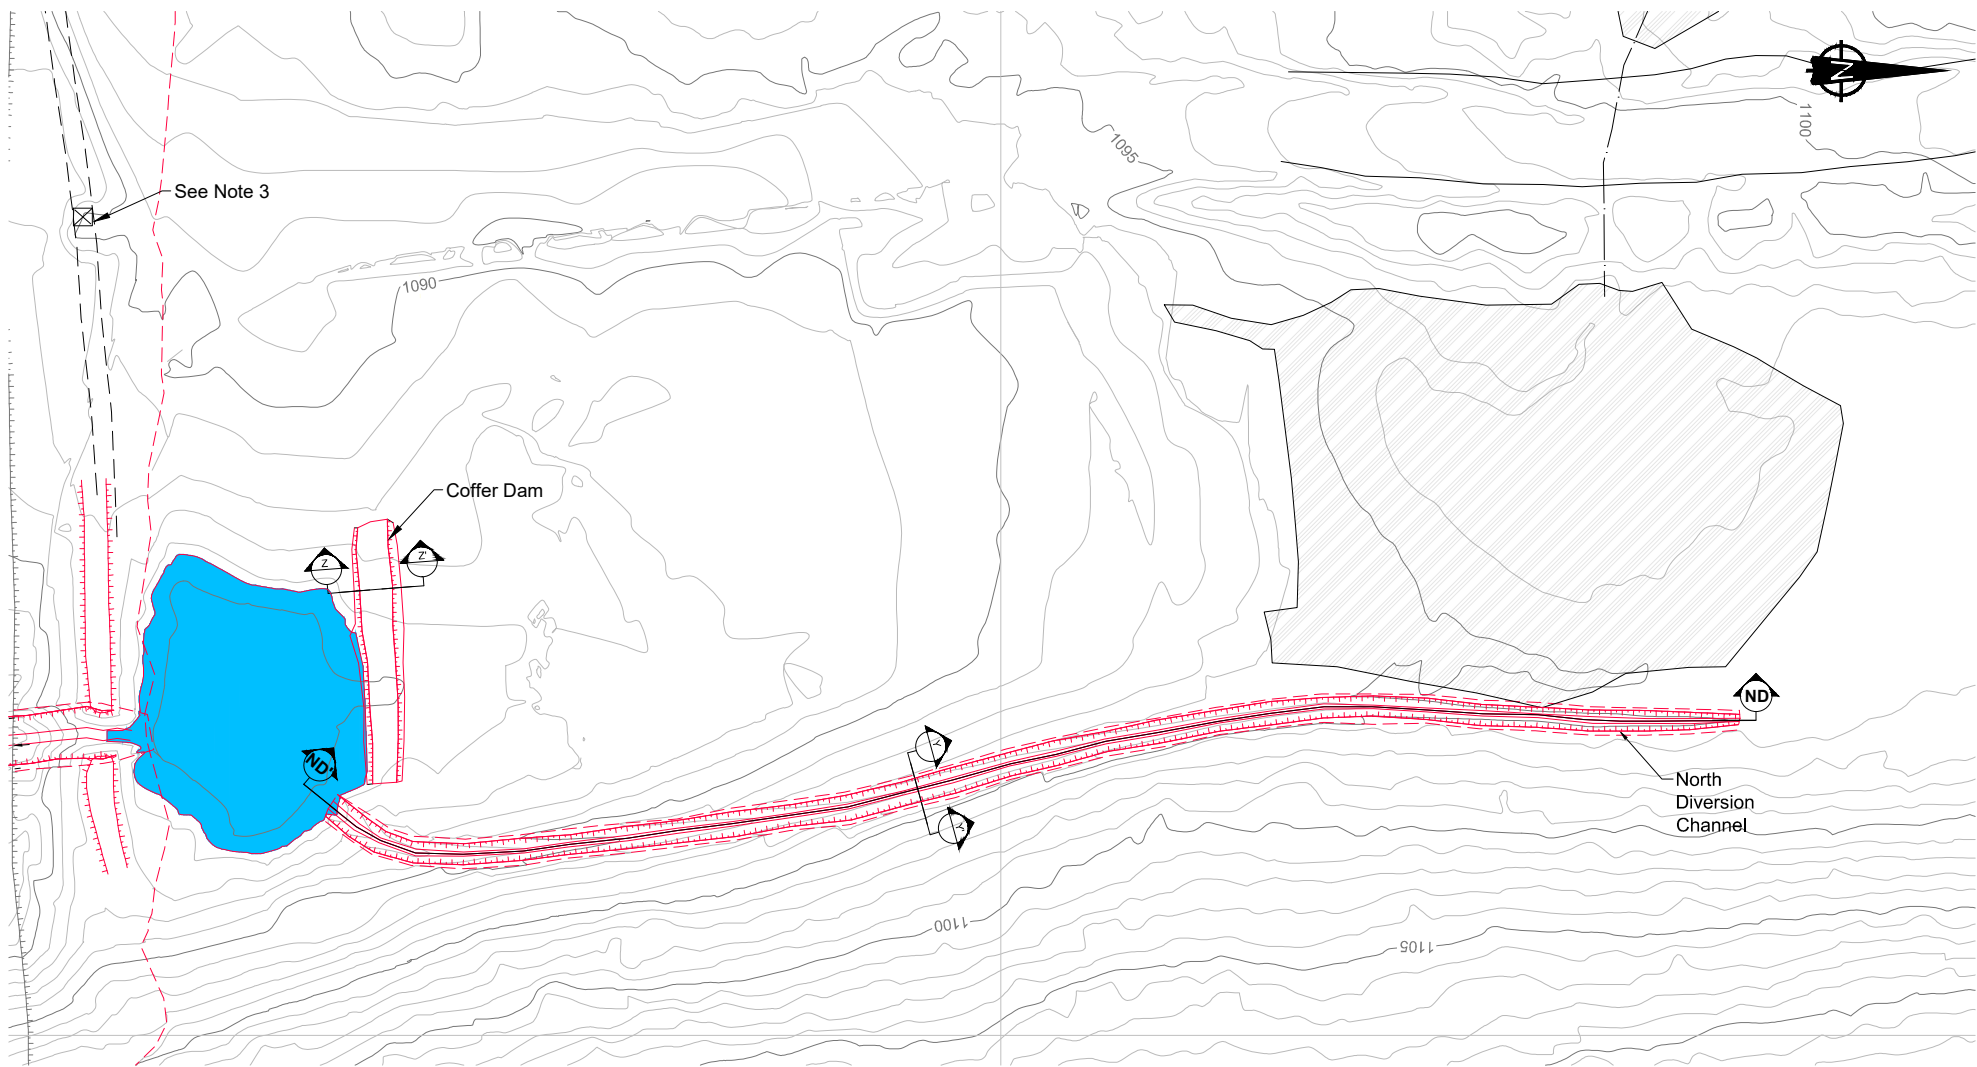 N
1100
1095
See Note 3
1090
Coffer Dam
Z
Z'
ND
Y
ND'
North
Diversion
Channel
Y'
1100
1105